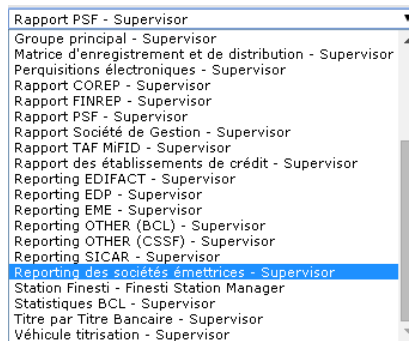 Rapport PSF - Supervisor
Groupe principal - Supervisor
Matrice d'enregistrement et de distribution - Supervisor
Perquisitions électroniques - Supervisor
Rapport COREP - Supervisor
Rapport FINREP - Supervisor
Rapport PSF - Supervisor
Rapport Société de Gestion - Supervisor
Rapport TAF MiFID - Supervisor
Rapport des établissements de crédit - Supervisor
Reporting EDIFACT - Supervisor
Reporting EDP - Supervisor
Reporting EME - Supervisor
Reporting OTHER (BCL) - Supervisor
Reporting OTHER (CSSF) - Supervisor
Reporting SICAR - Supervisor
Reporting des sociétés émettrices - Supervisor
Station Finesti - Finesti Station Manager
Statistiques BCL - Supervisor
Titre par Titre Bancaire - Supervisor
Véhicule titrisation - Supervisor